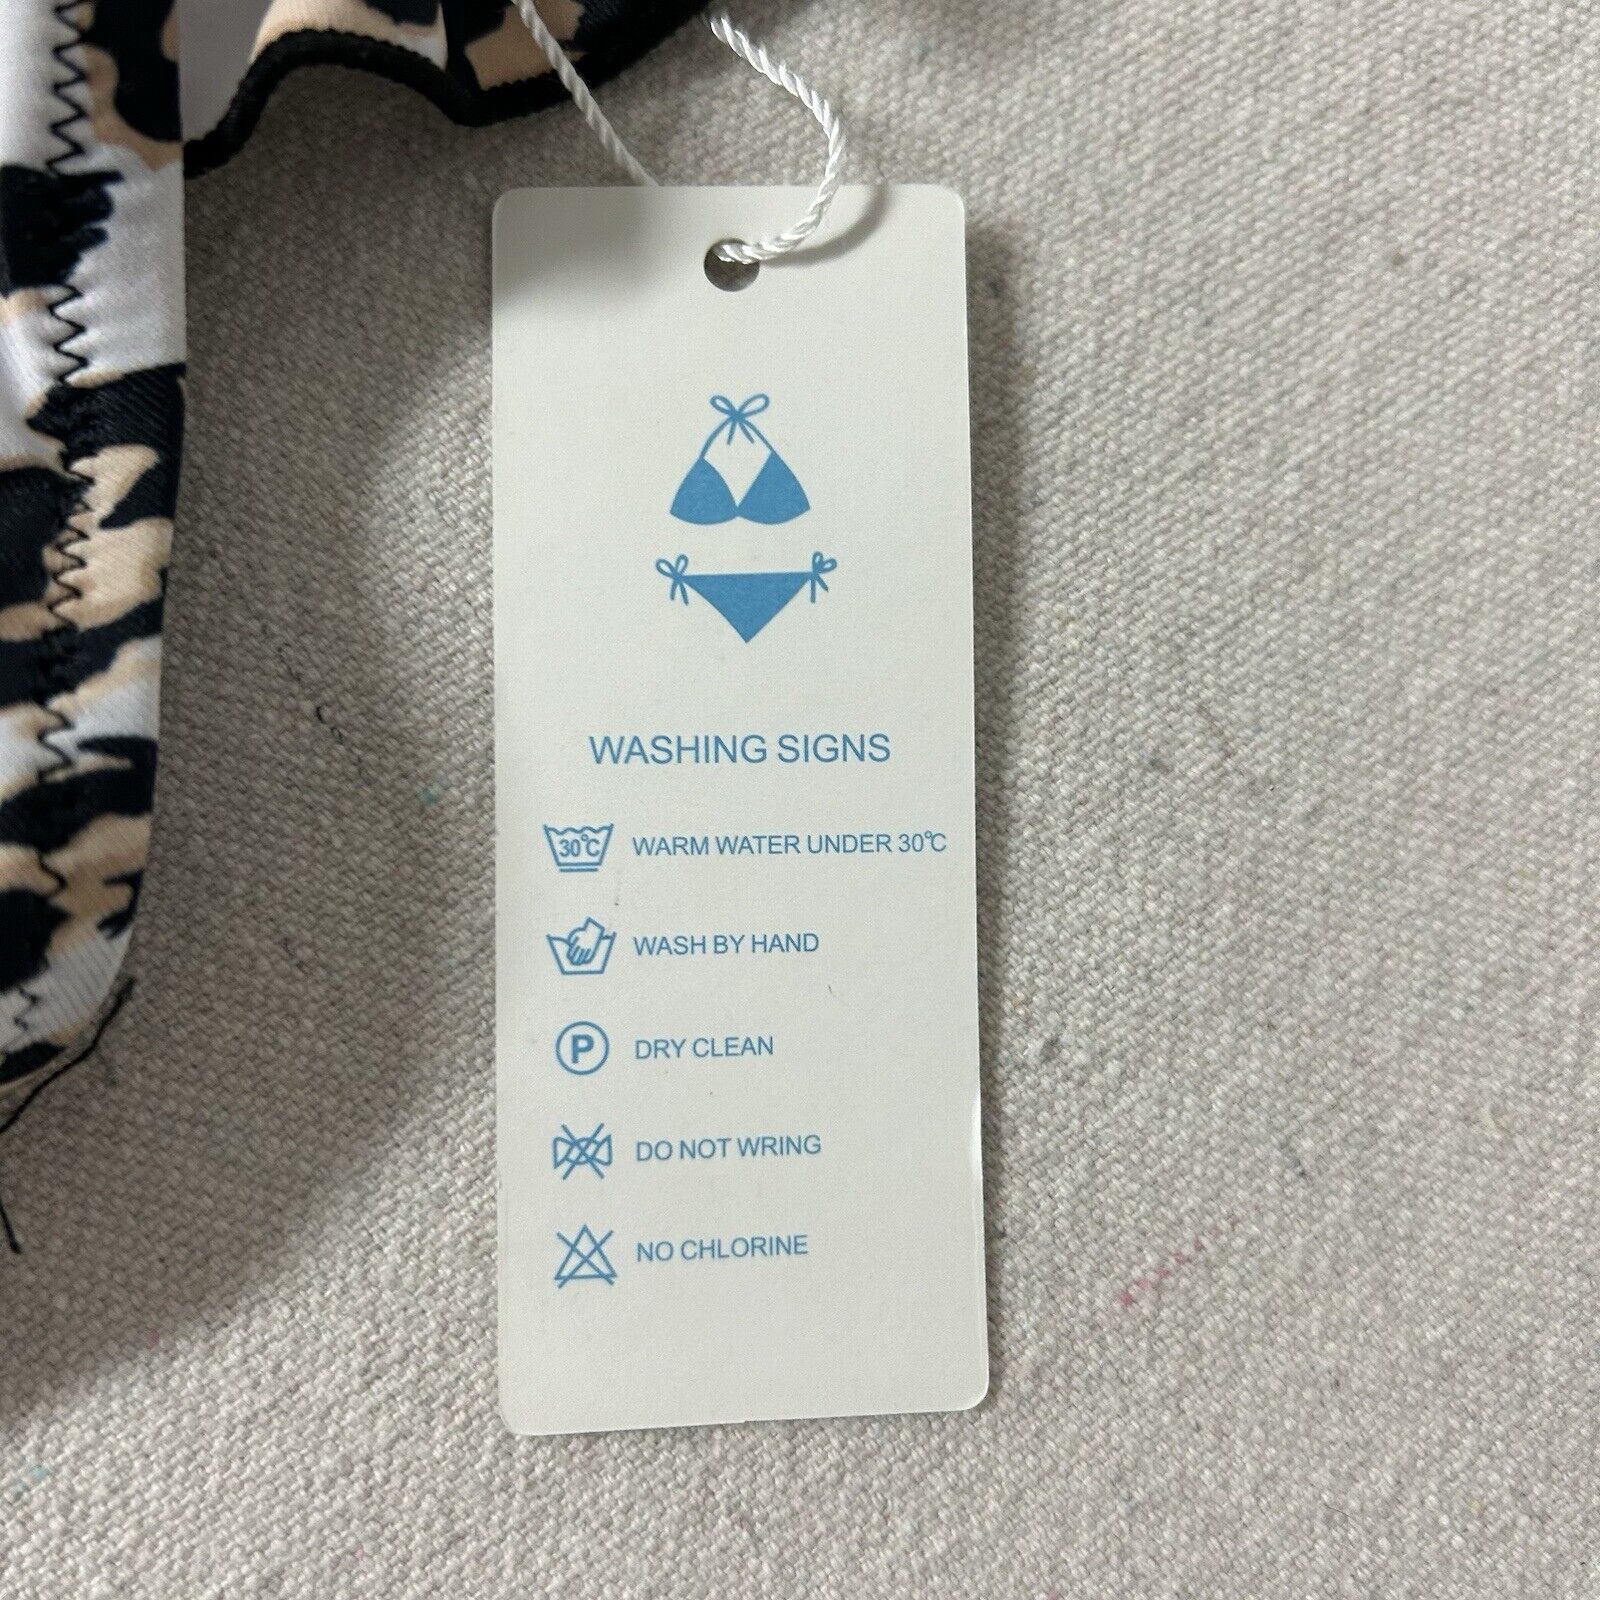 WASHING SIGNS
30℃ WARM WATER UNDER 30℃
WASH BY HAND
P DRY CLEAN
DO NOT WRING
NO CHLORINE